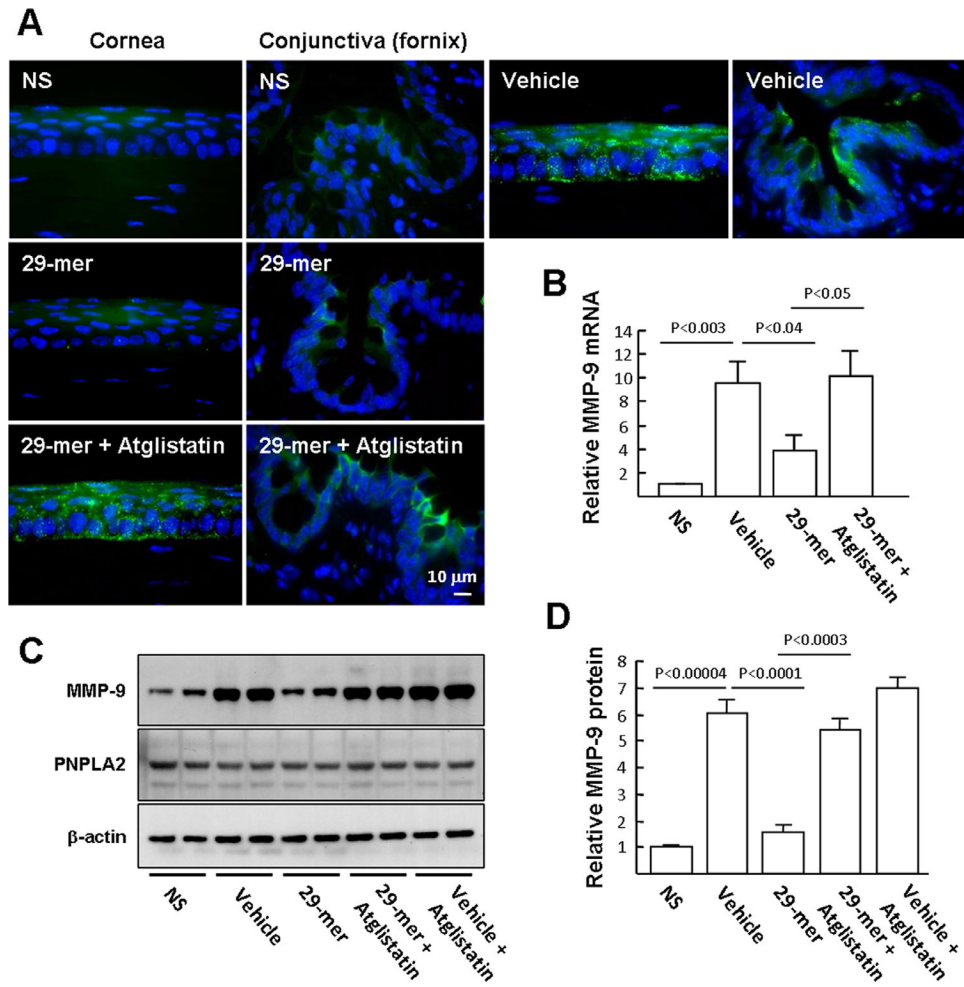 A
Cornea
Conjunctiva (fornix)
NS
NS
Vehicle
Vehicle
29-mer
29-mer
29-mer + Atglistatin
29-mer + Atglistatin
10 μm
B
Relative MMP-9 mRNA
14
12
10
8
6
4
2
P<0.003
P<0.04
P<0.05
NS
Vehicle
29-mer
29-mer +
Atglistatin
C
MMP-9
PNPLA2
β-actin
NS
Vehicle
29-mer
29-mer +
Atglistatin
Vehicle +
Atglistatin
D
Relative MMP-9 protein
8
7
6
5
4
3
2
1
P<0.00004
P<0.0001
P<0.0003
NS
Vehicle
29-mer
29-mer +
Atglistatin
Vehicle +
Atglistatin